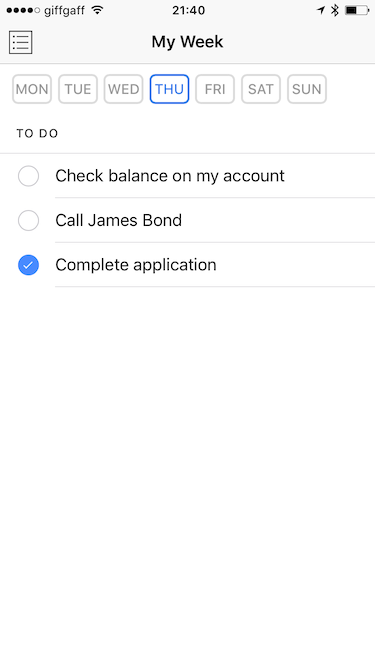 giffgaff 21:40
My Week
MON TUE WED THU FRI SAT SUN
TO DO
Check balance on my account
Call James Bond
Complete application